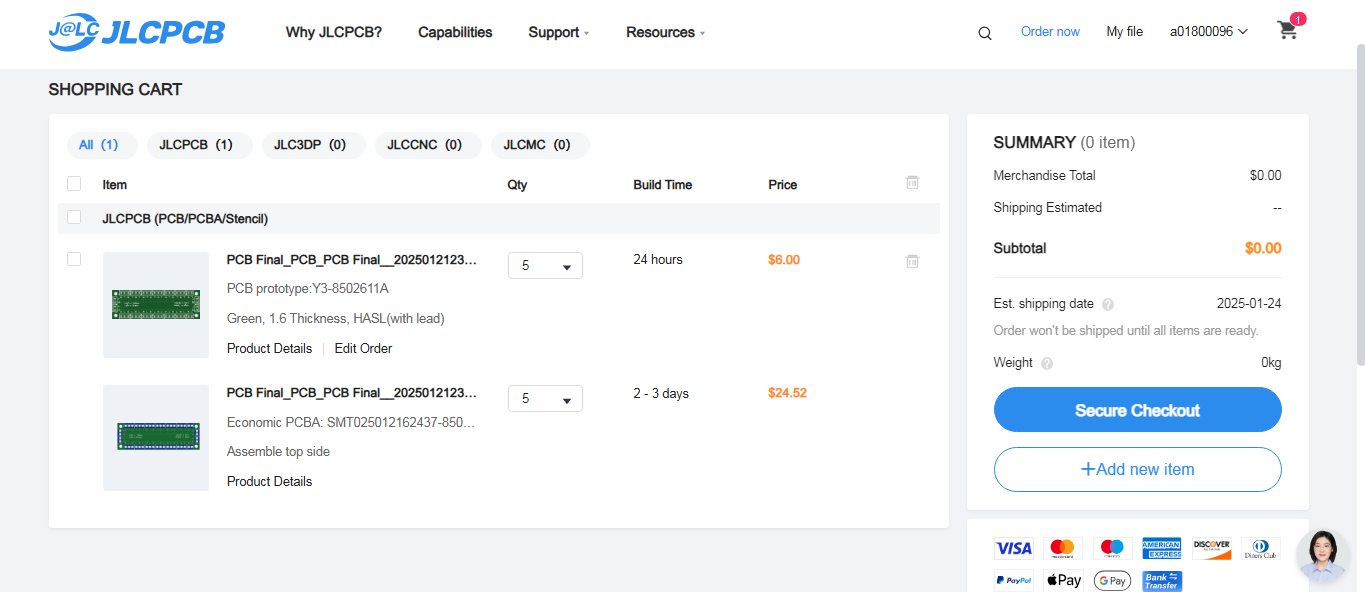 J@LC JLCPCB Why JLCPCB? Capabilities Support Resources Order now My file a01800096 1
SHOPPING CART
All (1) JLCPCB (1) JLC3DP (0) JLCCNC (0) JLCMC (0)
Item Qty Build Time Price
JLCPCB (PCB/PCBA/Stencil)
PCB Final_PCB_PCB Final__2025012123... 5 24 hours $6.00
PCB prototype:Y3-8502611A
Green, 1.6 Thickness, HASL(with lead)
Product Details Edit Order
PCB Final_PCB_PCB Final__2025012123... 5 2 - 3 days $24.52
Economic PCBA: SMT025012162437-850...
Assemble top side
Product Details
SUMMARY (0 item)
Merchandise Total $0.00
Shipping Estimated --
Subtotal $0.00
Est. shipping date ? 2025-01-24
Order won't be shipped until all items are ready.
Weight ? 0kg
Secure Checkout
+Add new item
VISA mastercard maestro AMERICAN EXPRESS DISCOVER Diners Club
PayPal Pay G Pay Bank Transfer